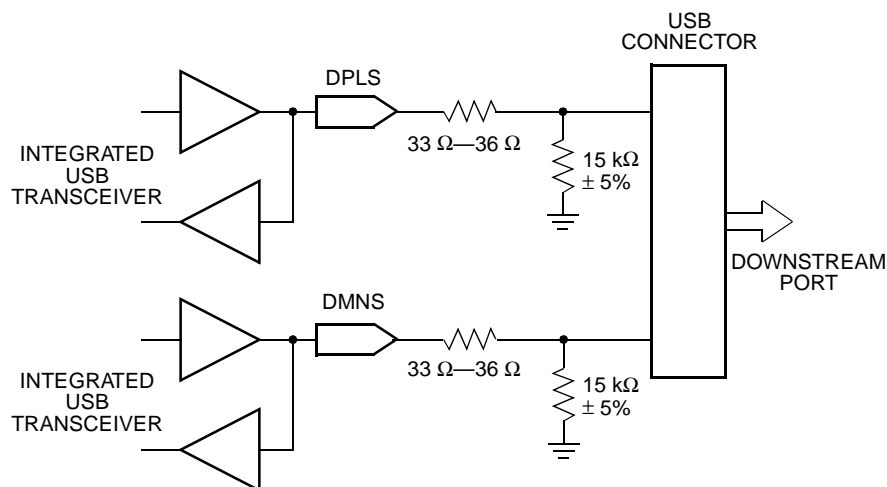 USB
CONNECTOR
DPLS
33 Ω—36 Ω
15 kΩ
± 5%
INTEGRATED
USB
TRANSCEIVER
DOWNSTREAM
PORT
DMNS
33 Ω—36 Ω
15 kΩ
± 5%
INTEGRATED
USB
TRANSCEIVER